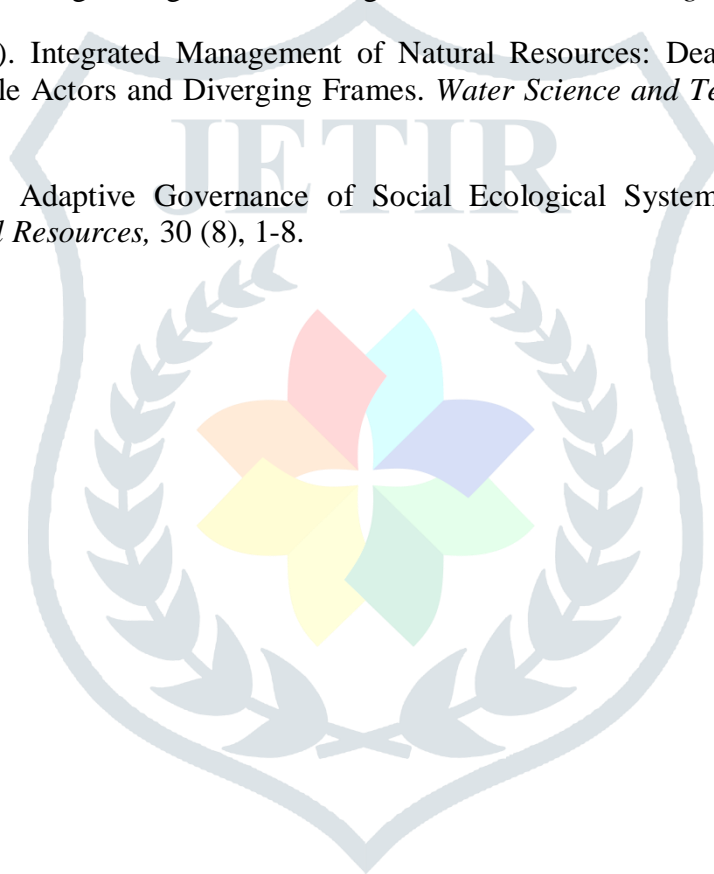 ). Integrated Management of Natural Resources: Dea
le Actors and Diverging Frames. Water Science and Te
Adaptive Governance of Social Ecological System
l Resources, 30 (8), 1-8.
JETIR